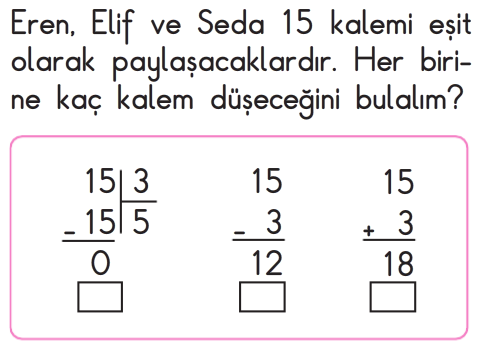 Eren, Elif ve Seda 15 kalemi eşit
olarak paylaşacaklardır. Her biri-
ne kaç kalem düşeceğini bulalım?
15 3 15 15
- 15 5 - 3 + 3
0 12 18